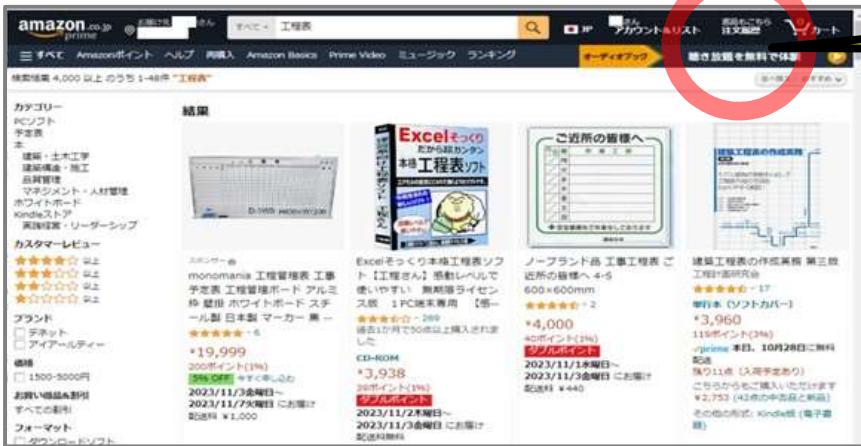 amazon.co.jp
prime
お届け先
さん
すべて
工程表
JP
さん
アカウント&リスト
返品もこちら
注文履歴
カート
すべて Amazonポイント ヘルプ 再購入 Amazon Basics Prime Video ミュージック ランキング
オーディオブック
聴き放題を無料で体験
検索結果 4,000 以上 のうち 1-48件 "工程表"
カテゴリー
PCソフト
予定表
本
建築・土木工学
建築構造・施工
品質管理
マネジメント・人材管理
ホワイトボード
Kindleストア
実践経営・リーダーシップ
カスタマーレビュー
以上
以上
以上
以上
ブランド
デネット
アイアールティー
価格
1500-5000円
お買い得品&割引
すべての割引
フォーマット
ダウンロードソフト
結果
スポンサー
monomania 工程管理表 工事
予定表 工程管理ボード アルミ
枠 壁掛 ホワイトボード スチ
ール製 日本製 マーカー 黒 …
6
¥19,999
200ポイント(1%)
5% OFF 今すぐ申し込む
2023/11/3金曜日～
2023/11/7火曜日 にお届け
配送料 ¥1,000
Excelそっくり
だから超カンタン
本格工程表ソフト
Excelそっくり本格工程表ソフ
ト【工程さん】感動レベルで
使いやすい 無期限ライセン
ス版 1PC端末専用 【感…
269
過去1か月で50点以上購入されま
した
CD-ROM
¥3,938
39ポイント(1%)
ダブルポイント
2023/11/2木曜日～
2023/11/3金曜日 にお届け
配送料無料
ご近所の皆様へ
ノーブランド品 工事工程表 ご
近所の皆様へ 4-S
600×600mm
2
¥4,000
40ポイント(1%)
ダブルポイント
2023/11/1水曜日～
2023/11/3金曜日 にお届け
配送料 ¥440
建築工程表の作成実務
建築工程表の作成実務 第三版
工程計画研究会
17
単行本（ソフトカバー）
¥3,960
119ポイント(3%)
prime 本日、10月28日に無料
配送
残り11点（入荷予定あり）
こちらからもご購入いただけます
¥2,753 (42点の中古品と新品)
その他の形式: Kindle版 (電子書
籍)